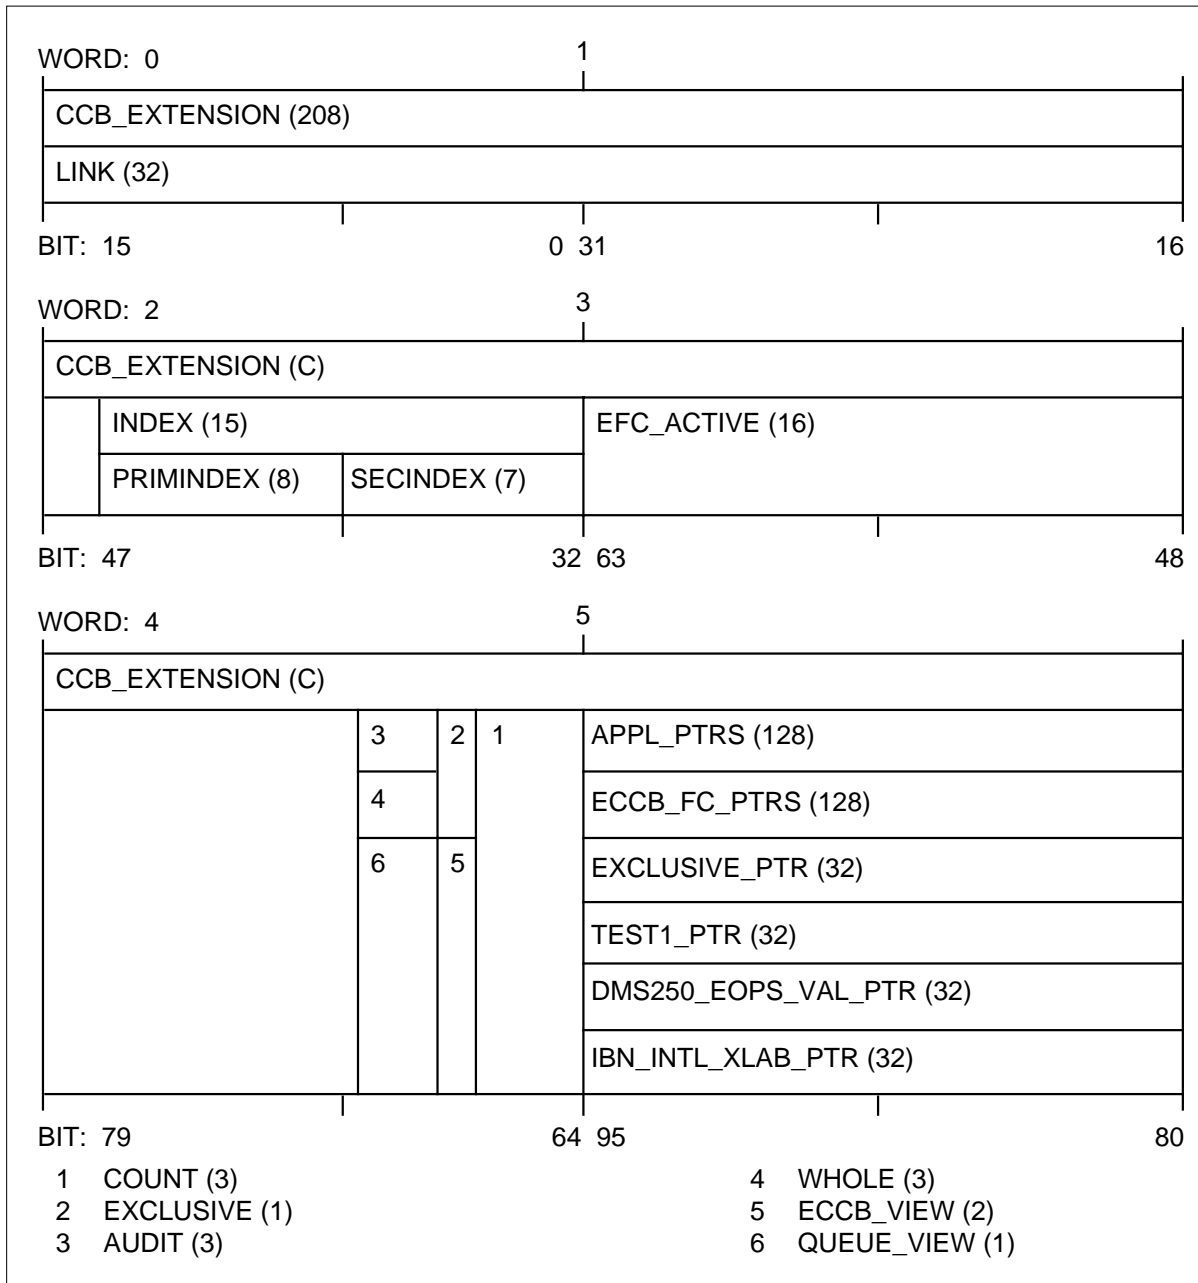 WORD: 0 1
CCB_EXTENSION (208)
LINK (32)
BIT: 15 0 31 16
WORD: 2 3
CCB_EXTENSION (C)
INDEX (15) EFC_ACTIVE (16)
PRIMINDEX (8) SECINDEX (7)
BIT: 47 32 63 48
WORD: 4 5
CCB_EXTENSION (C)
3 2 1 APPL_PTRS (128)
4 ECCB_FC_PTRS (128)
6 5 EXCLUSIVE_PTR (32)
TEST1_PTR (32)
DMS250_EOPS_VAL_PTR (32)
IBN_INTL_XLAB_PTR (32)
BIT: 79 64 95 80
1 COUNT (3) 4 WHOLE (3)
2 EXCLUSIVE (1) 5 ECCB_VIEW (2)
3 AUDIT (3) 6 QUEUE_VIEW (1)